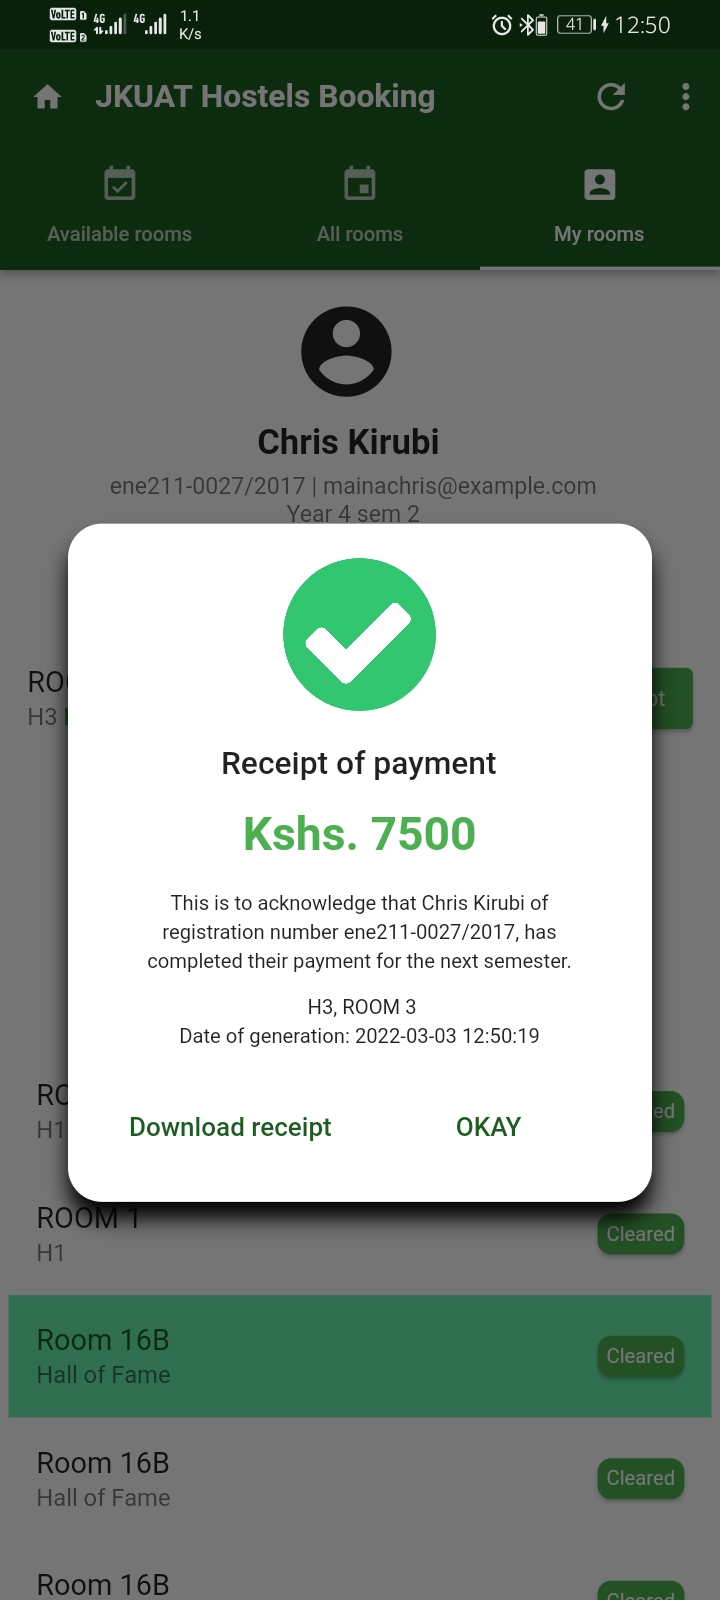 VoLTE 1 4G 4G 1.1
VoLTE 2 K/s
41 12:50
JKUAT Hostels Booking
Available rooms
All rooms
My rooms
Chris Kirubi
ene211-0027/2017 | mainachris@example.com
Year 4 sem 2
H3
Receipt of payment
Kshs. 7500
This is to acknowledge that Chris Kirubi of
registration number ene211-0027/2017, has
completed their payment for the next semester.
H3, ROOM 3
Date of generation: 2022-03-03 12:50:19
H1
Download receipt
OKAY
ROOM 1
H1
Cleared
Room 16B
Hall of Fame
Cleared
Room 16B
Hall of Fame
Cleared
Room 16B